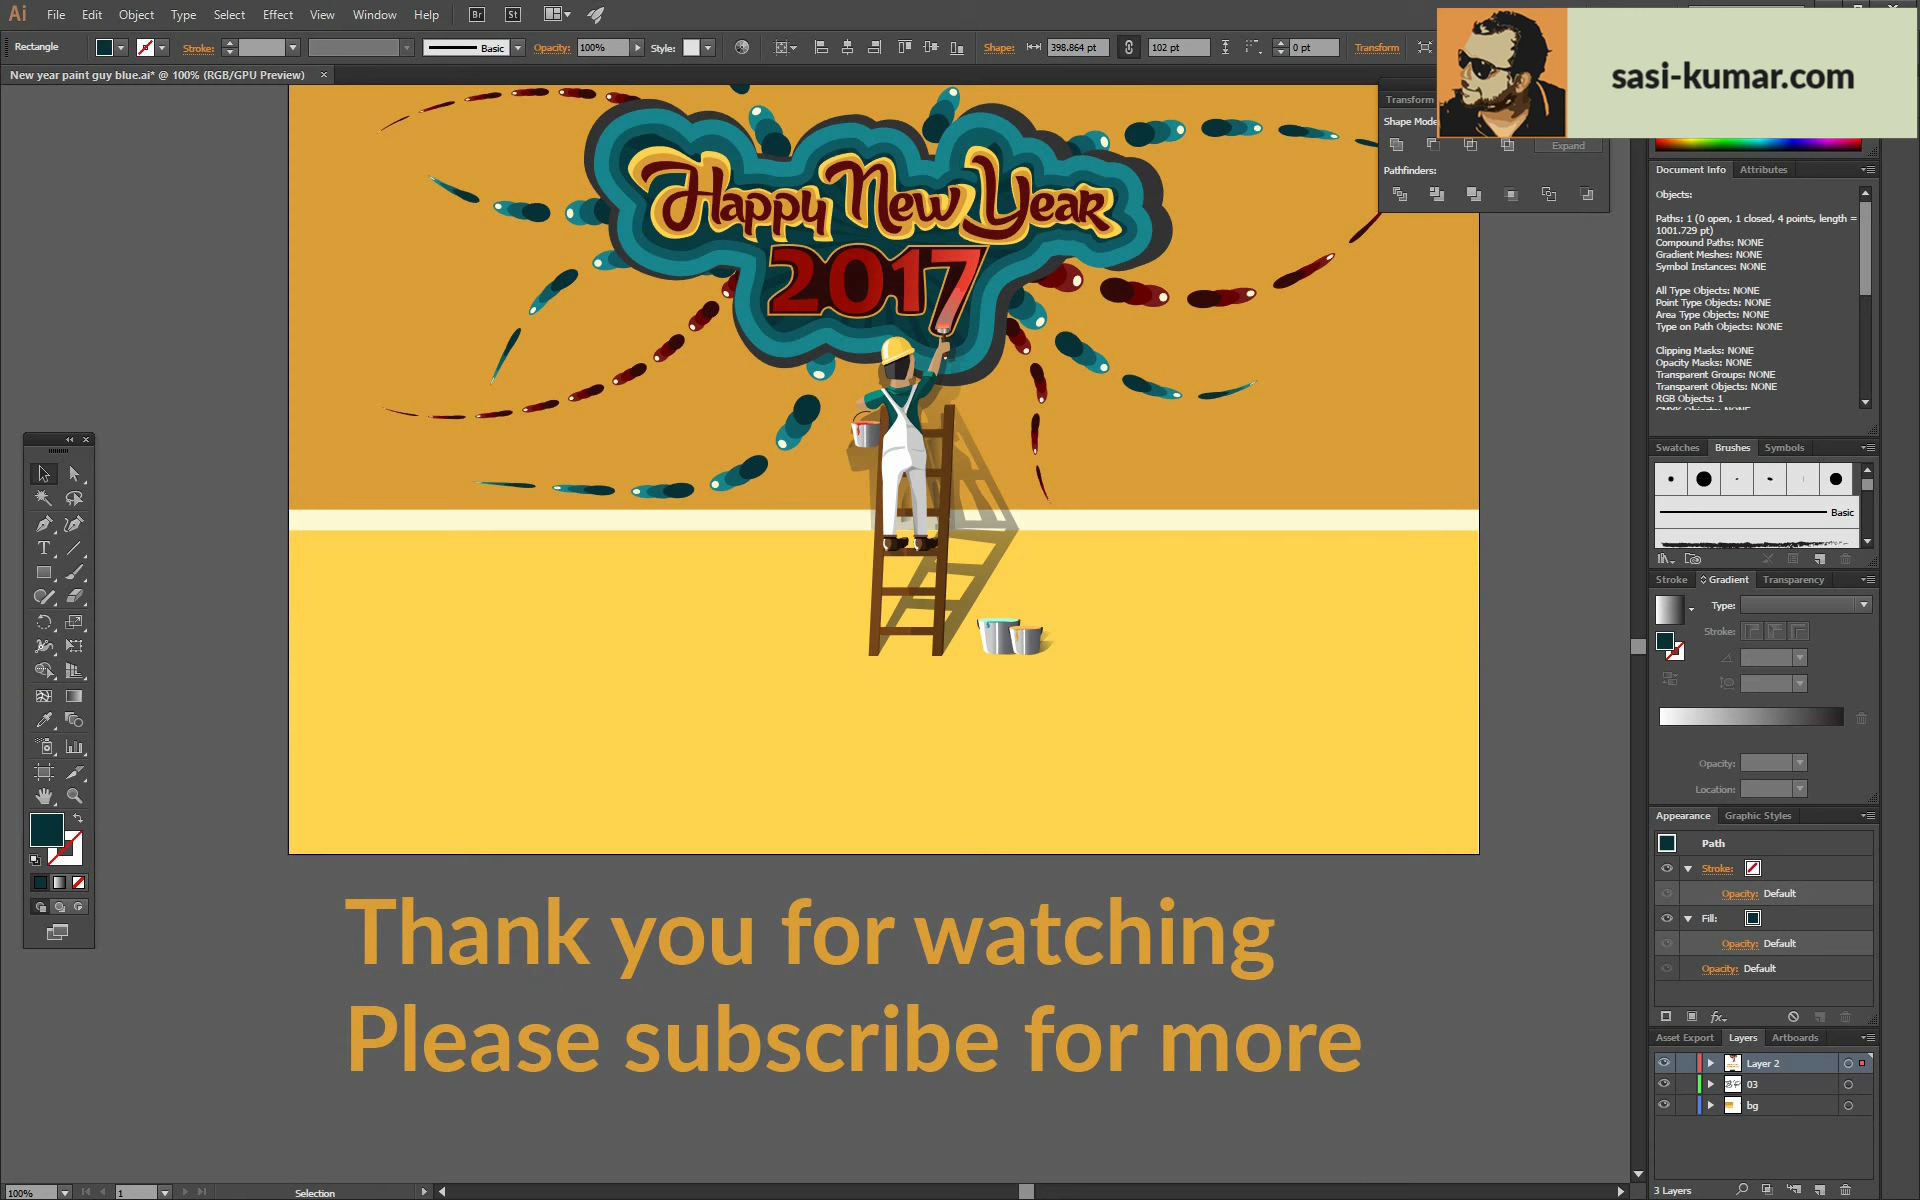 Ai File Edit Object Type Select Effect View Window Help Br St
Rectangle Stroke: Basic Opacity: 100% Style: Shape: 398.864 pt 102 pt 0 pt Transform
sasi-kumar.com
New year paint guy blue.ai* @ 100% (RGB/GPU Preview) ×
Transform
Shape Mode
Expand
Pathfinders:
Happy New Year
2017
Thank you for watching
Please subscribe for more
Document Info Attributes
Objects:
Paths: 1 (0 open, 1 closed, 4 points, length =
1001.729 pt)
Compound Paths: NONE
Gradient Meshes: NONE
Symbol Instances: NONE
All Type Objects: NONE
Point Type Objects: NONE
Area Type Objects: NONE
Type on Path Objects: NONE
Clipping Masks: NONE
Opacity Masks: NONE
Transparent Groups: NONE
Transparent Objects: NONE
RGB Objects: 1
Swatches Brushes Symbols
Basic
Stroke Gradient Transparency
Type:
Stroke:
Opacity:
Location:
Appearance Graphic Styles
Path
Stroke:
Opacity: Default
Fill:
Opacity: Default
Opacity: Default
fx
Asset Export Layers Artboards
Layer 2
03
bg
3 Layers
100% 1 Selection